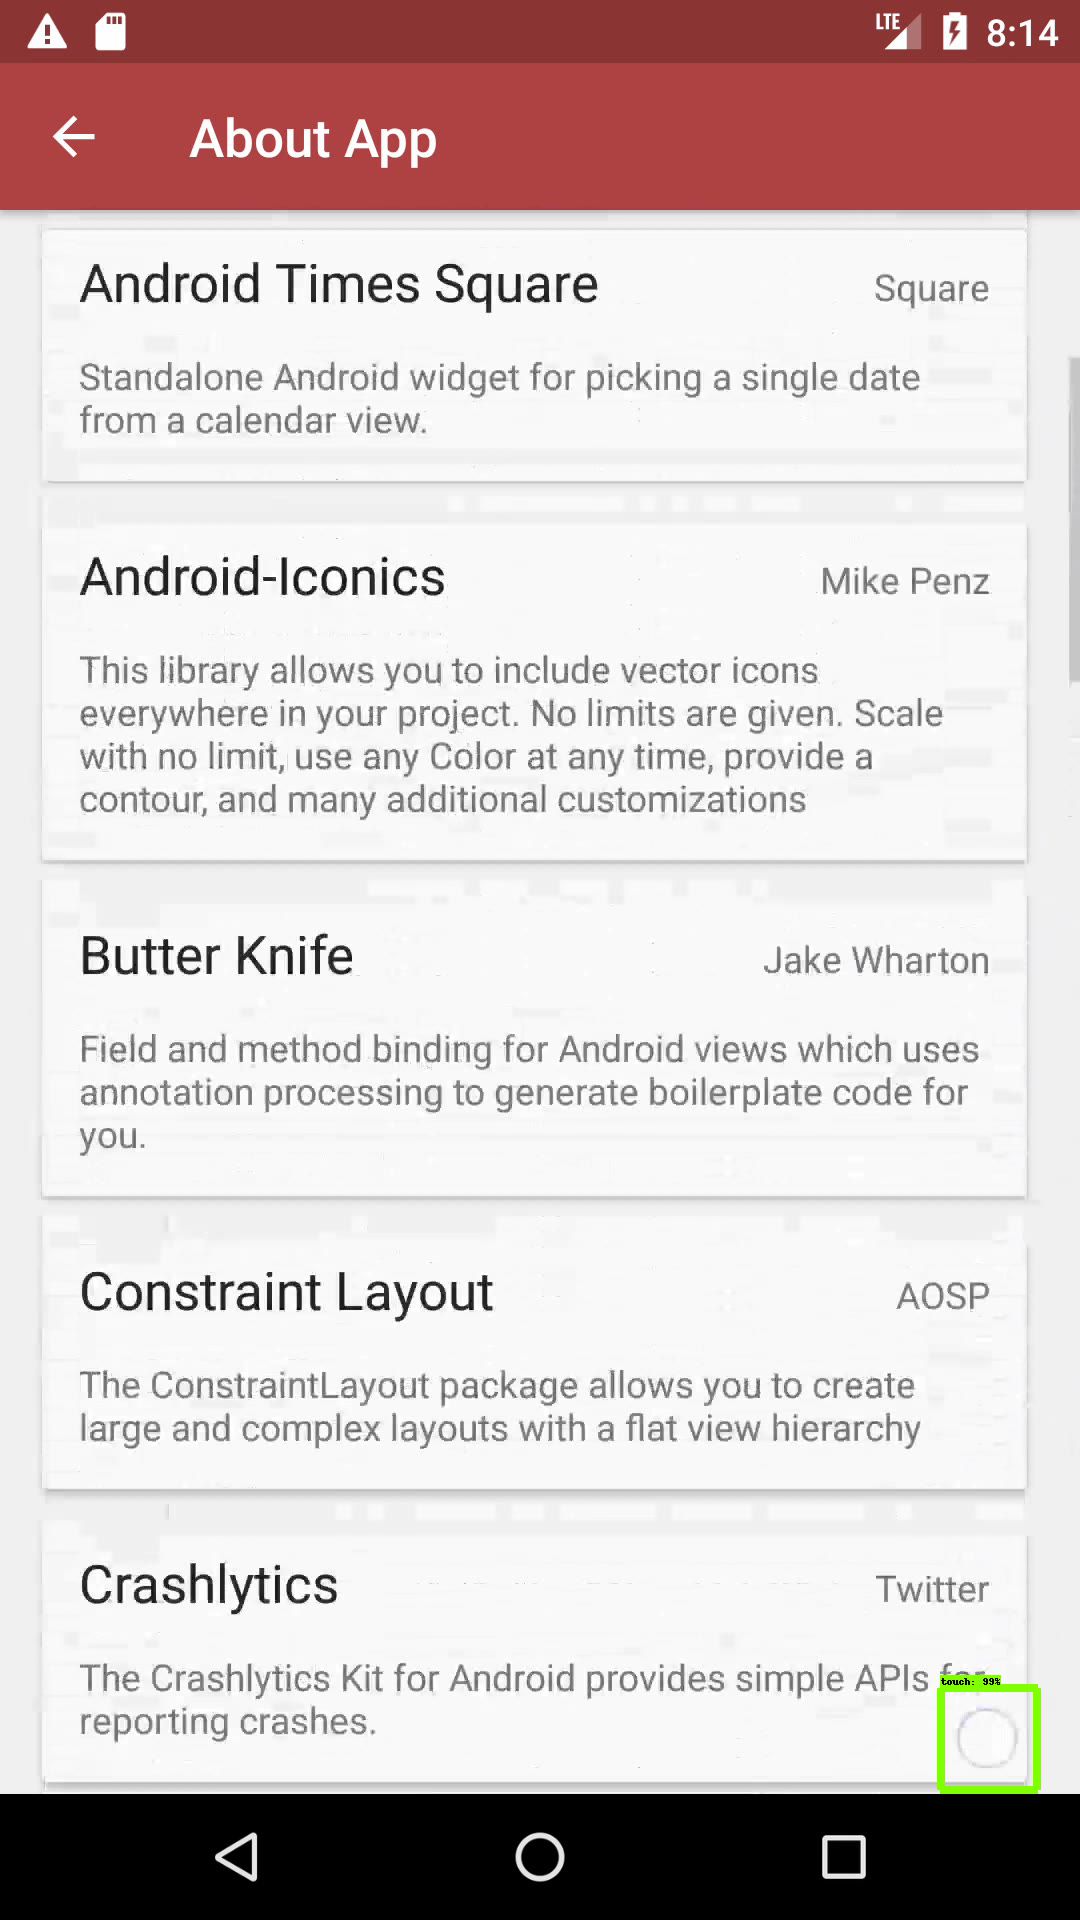 LTE 8:14
About App
Android Times Square Square
Standalone Android widget for picking a single date
from a calendar view.
Android-Iconics Mike Penz
This library allows you to include vector icons
everywhere in your project. No limits are given. Scale
with no limit, use any Color at any time, provide a
contour, and many additional customizations
Butter Knife Jake Wharton
Field and method binding for Android views which uses
annotation processing to generate boilerplate code for
you.
Constraint Layout AOSP
The ConstraintLayout package allows you to create
large and complex layouts with a flat view hierarchy
Crashlytics Twitter
The Crashlytics Kit for Android provides simple APIs for
touch: 99%
reporting crashes.